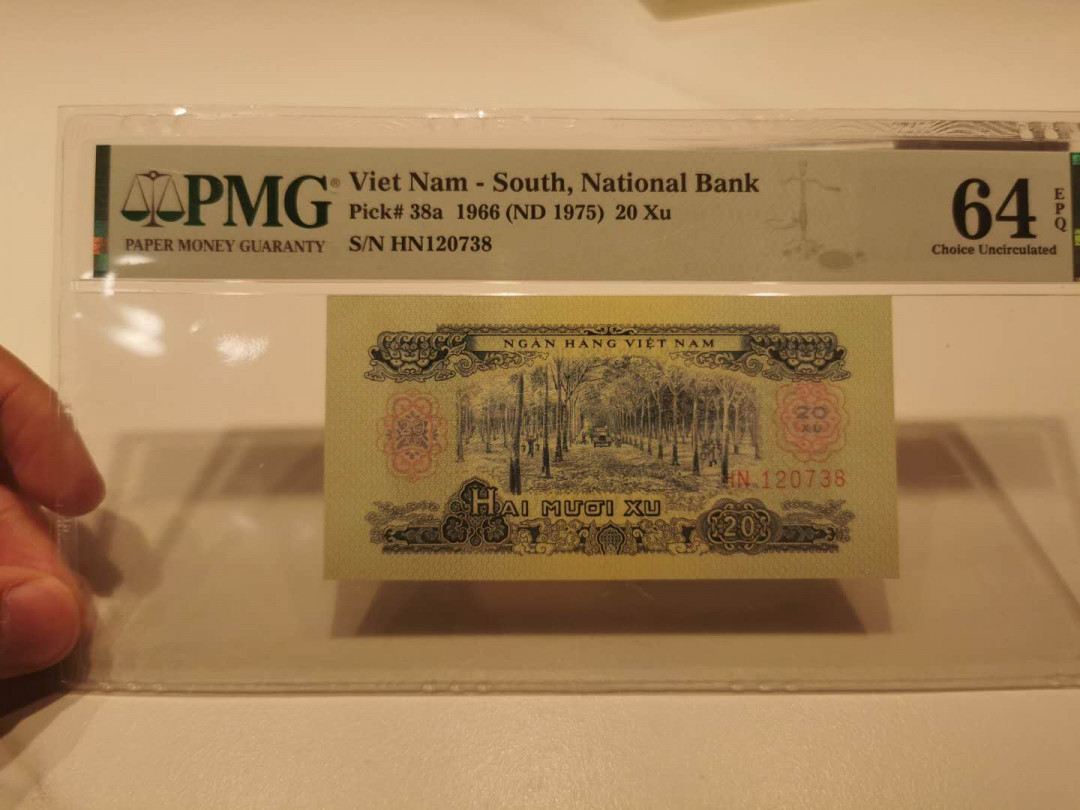 PMG®
PAPER MONEY GUARANTY
Viet Nam - South, National Bank
Pick# 38a 1966 (ND 1975) 20 Xu
S/N HN120738
64
EPQ
Choice Uncirculated
NGÂN HÀNG VIỆT NAM
20
XU
HN.120738
HAI MƯƠI XU
20